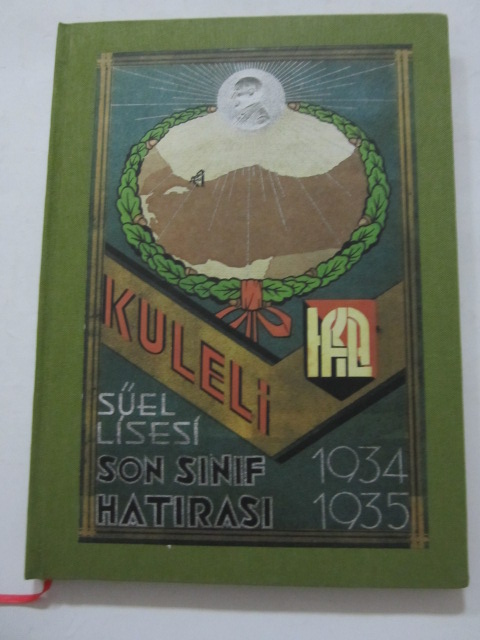 KULELİ
SÜEL
LİSESİ
SON SINIF
HATIRASI
1934
1935